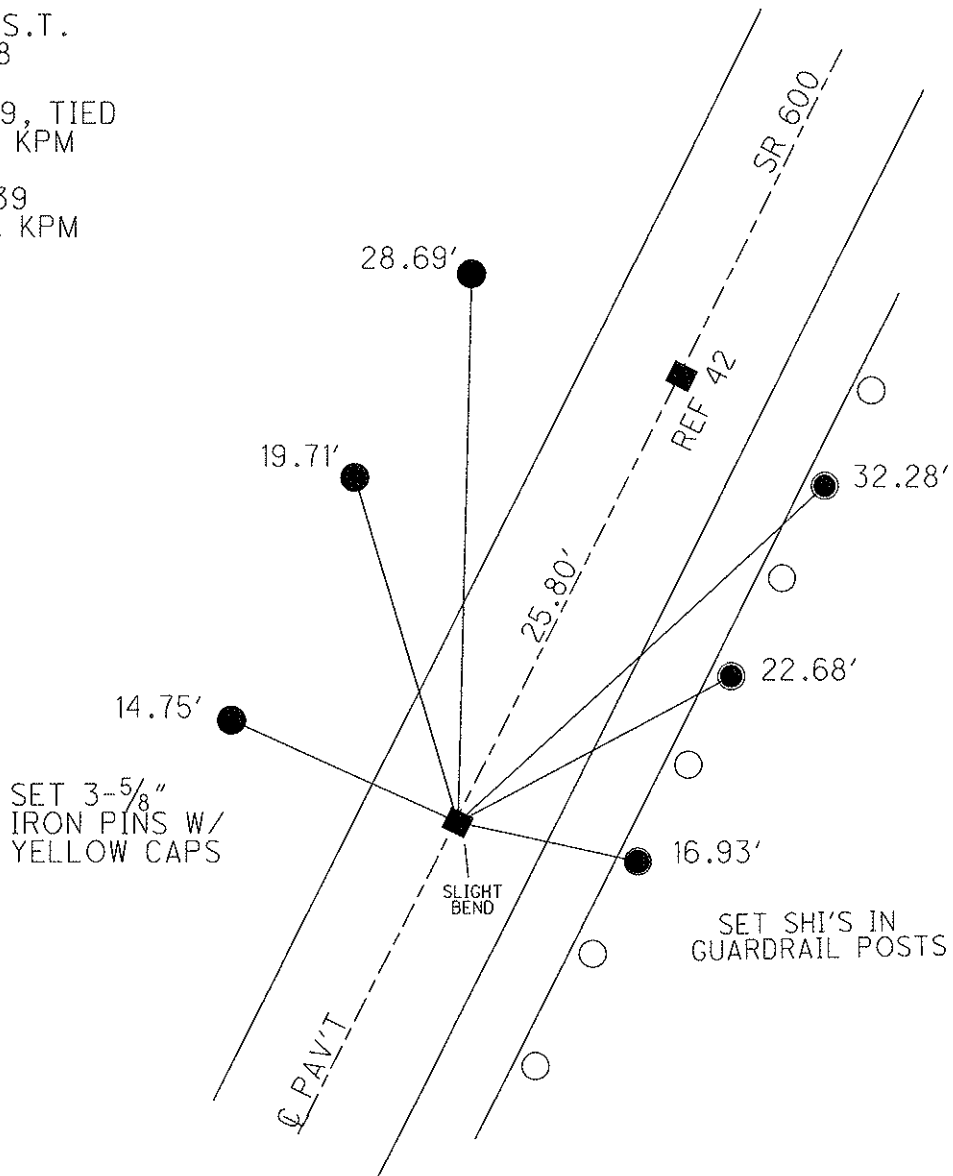 S.T.
8
9, TIED
KPM
39
KPM
SR 600
28.69'
REF 42
19.71'
32.28'
25.80'
22.68'
14.75'
SET 3-5/8"
IRON PINS W/
YELLOW CAPS
16.93'
SLIGHT
BEND
SET SHI'S IN
GUARDRAIL POSTS
℄ PAV'T